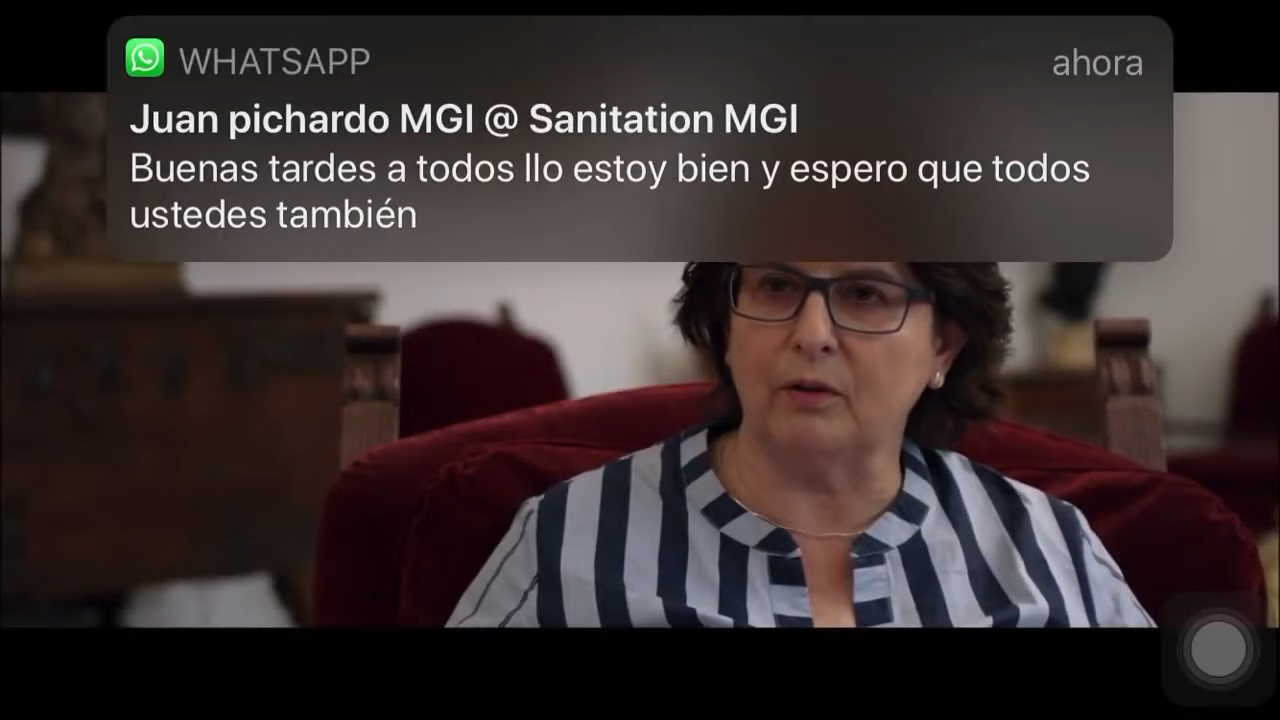 WHATSAPP
ahora
Juan pichardo MGI @ Sanitation MGI
Buenas tardes a todos llo estoy bien y espero que todos
ustedes también